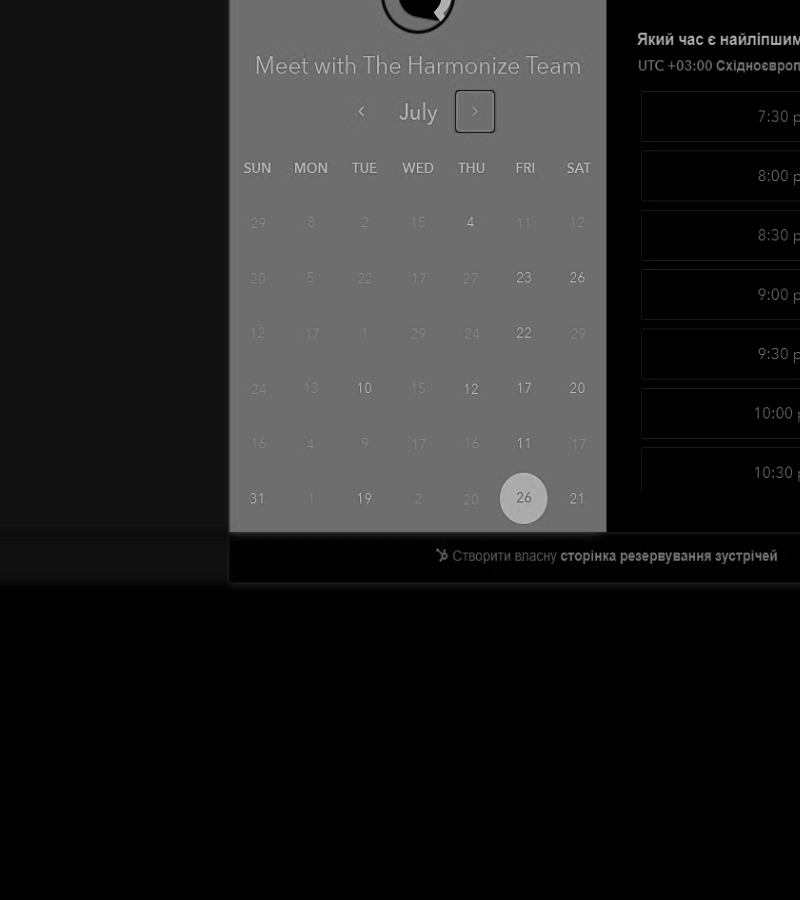 Meet with The Harmonize Team
July
SUN MON TUE WED THU FRI SAT
29 8 2 15 4 11 12
20 5 22 17 27 23 26
12 17 1 29 24 22 29
24 13 10 15 12 17 20
16 4 9 17 16 11 17
31 1 19 2 20 26 21
Який час є найліпшим
UTC +03:00 Східноєвроп
7:30 p
8:00 p
8:30 p
9:00 p
9:30 p
10:00 p
10:30 p
Створити власну сторінка резервування зустрічей